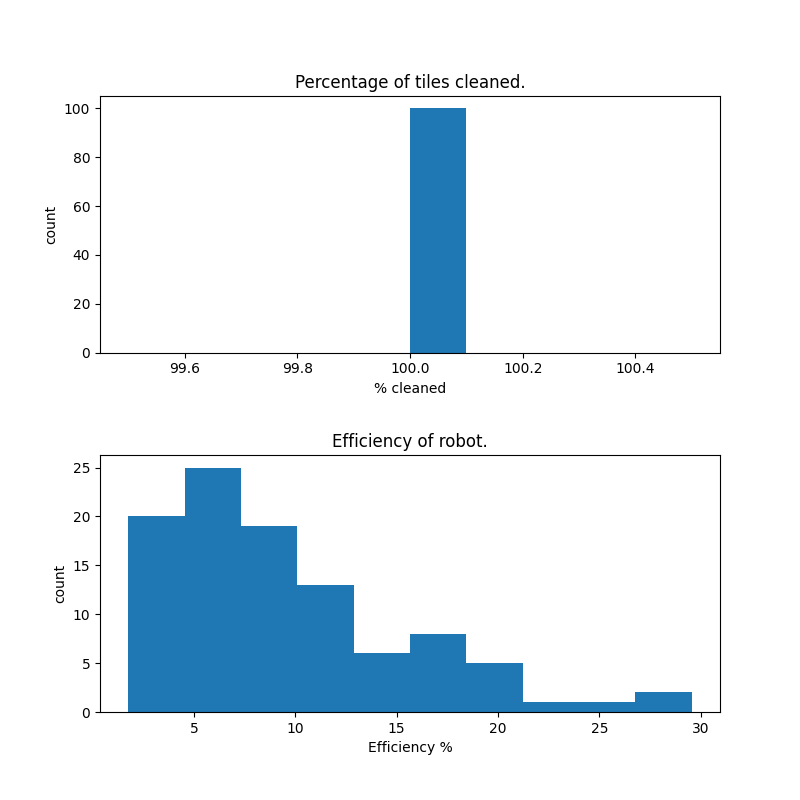 Percentage of tiles cleaned.
100
80
60
40
20
0
count
99.6 99.8 100.0 100.2 100.4
% cleaned
Efficiency of robot.
25
20
15
10
5
0
count
5 10 15 20 25 30
Efficiency %